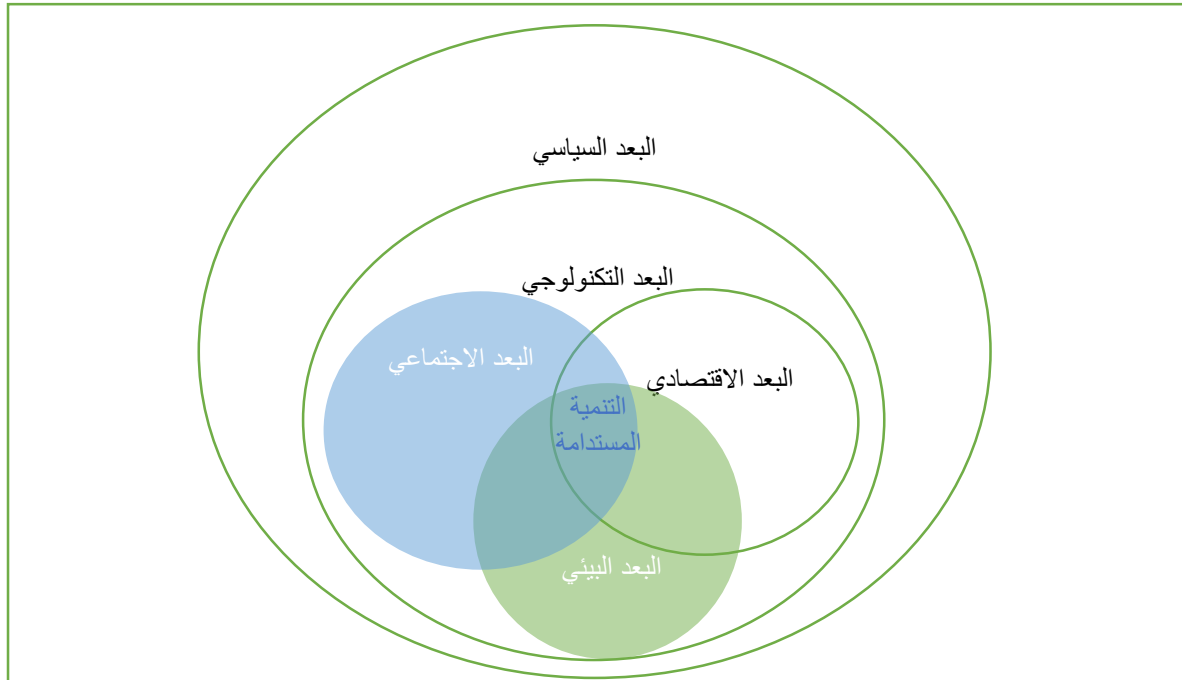 البعد السياسي
البعد التكنولوجي
البعد الاجتماعي
البعد الاقتصادي
التنمية
المستدامة
البعد البيئي